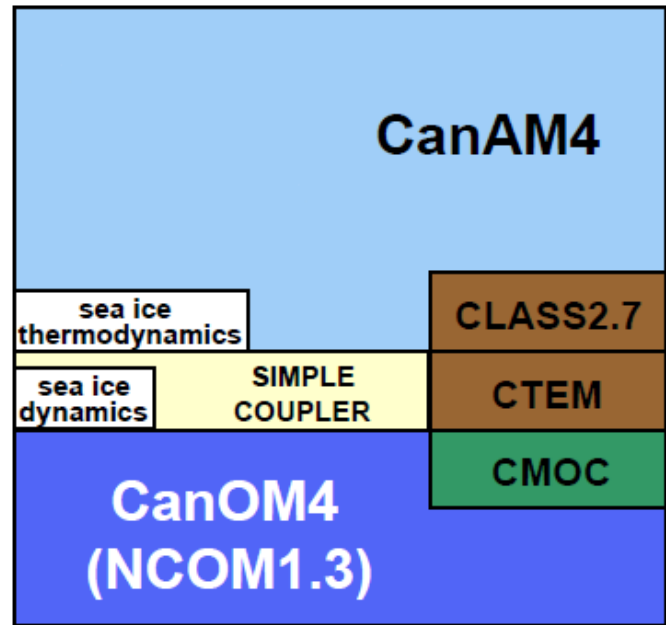 CanAM4
sea ice
thermodynamics
CLASS2.7
sea ice
dynamics
SIMPLE
COUPLER
CTEM
CMOC
CanOM4
(NCOM1.3)